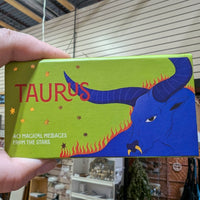 TAURUS
40 MAGICAL MESSAGES
FROM THE STARS